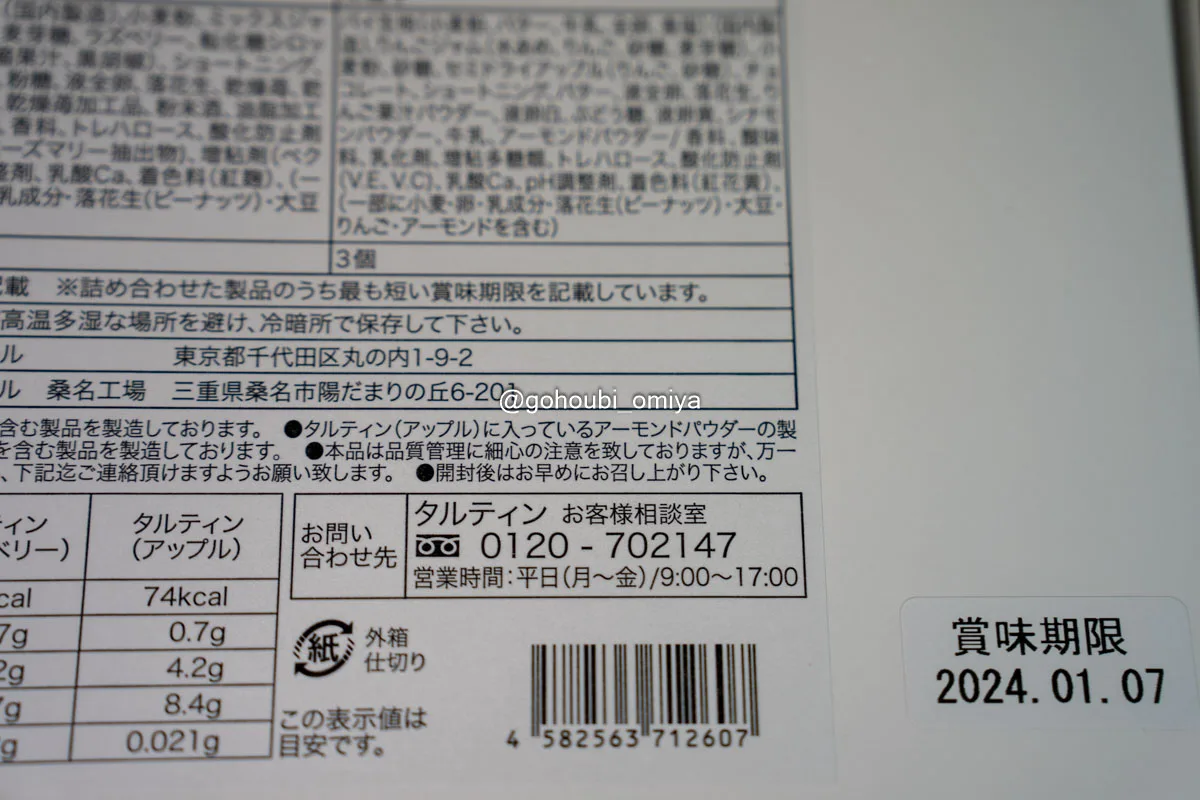 (国内製造)、小麦粉、ミックスジャ
麦芽糖、ラズベリー、転化糖シロッ
果汁、黒胡椒)、ショートニング、
粉糖、液全卵、落花生、乾燥苺、
乾燥苺加工品、粉末酒、油脂加工
香料、トレハロース、酸化防止剤
ーズマリー抽出物)、増粘剤(ペク
整剤、乳酸Ca、着色料(紅麹)、(一
乳成分・落花生(ピーナッツ)・大豆
パイ生地(小麦粉、バター、牛乳、全卵、食塩)(国内製
造)、りんごジャム(水あめ、りんご、砂糖、麦芽糖)、小
麦粉、砂糖、セミドライアップル(りんご、砂糖)、チョ
コレート、ショートニング、バター、液全卵、落花生、り
んご果汁パウダー、液卵白、ぶどう糖、液卵黄、シナモ
ンパウダー、牛乳、アーモンドパウダー/香料、酸味
料、乳化剤、増粘多糖類、トレハロース、酸化防止剤
(V.E、V.C)、乳酸Ca、pH調整剤、着色料(紅花黄)、
(一部に小麦・卵・乳成分・落花生(ピーナッツ)・大豆・
りんご・アーモンドを含む)
3個
記載 ※詰め合わせた製品のうち最も短い賞味期限を記載しています。
高温多湿な場所を避け、冷暗所で保存して下さい。
ル 東京都千代田区丸の内1-9-2
ル 桑名工場 三重県桑名市陽だまりの丘6-201
@gohoubi_omiya
含む製品を製造しております。 ●タルティン(アップル)に入っているアーモンドパウダーの製
を含む製品を製造しております。 ●本品は品質管理に細心の注意を致しておりますが、万一
、下記迄ご連絡頂けますようお願い致します。 ●開封後はお早めにお召し上がり下さい。
ィン
ベリー)
タルティン
(アップル)
cal 74kcal
7g 0.7g
2g 4.2g
7g 8.4g
g 0.021g
お問い
合わせ先
タルティン お客様相談室
0120 - 702147
営業時間:平日(月〜金)/9:00〜17:00
紙
外箱
仕切り
この表示値は
目安です。
4 582563 712607
賞味期限
2024.01.07